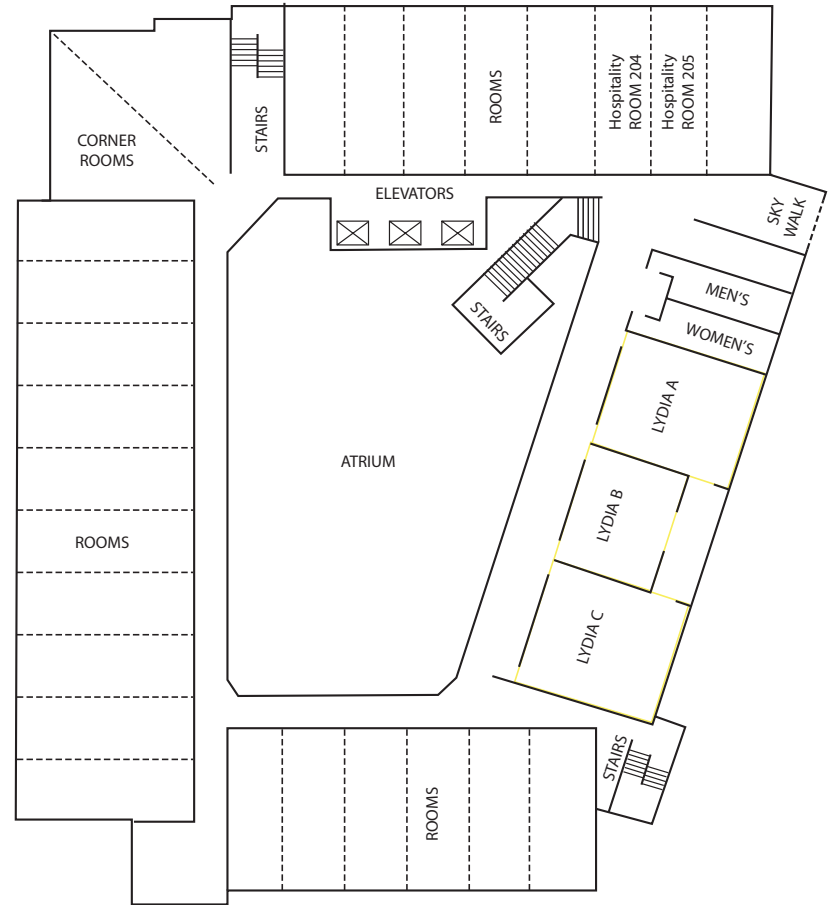 Hospitality
ROOM 204
Hospitality
ROOM 205
ROOMS
STAIRS
CORNER
ROOMS
ELEVATORS
SKY
WALK
MEN'S
STAIRS
WOMEN'S
LYDIA A
ATRIUM
LYDIA B
ROOMS
LYDIA C
STAIRS
ROOMS